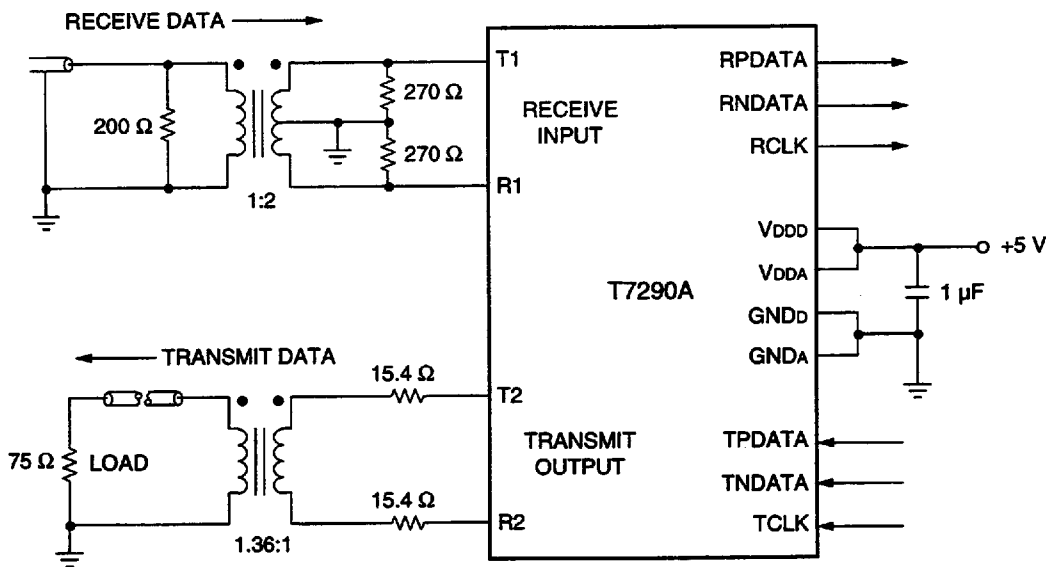 RECEIVE DATA
200 Ω
1:2
270 Ω
270 Ω
T1
RECEIVE
INPUT
R1
RPDATA
RNDATA
RCLK
VDDD
VDDA
+5 V
1 µF
T7290A
GNDD
GNDA
TRANSMIT DATA
75 Ω
LOAD
1.36:1
15.4 Ω
15.4 Ω
T2
TRANSMIT
OUTPUT
R2
TPDATA
TNDATA
TCLK